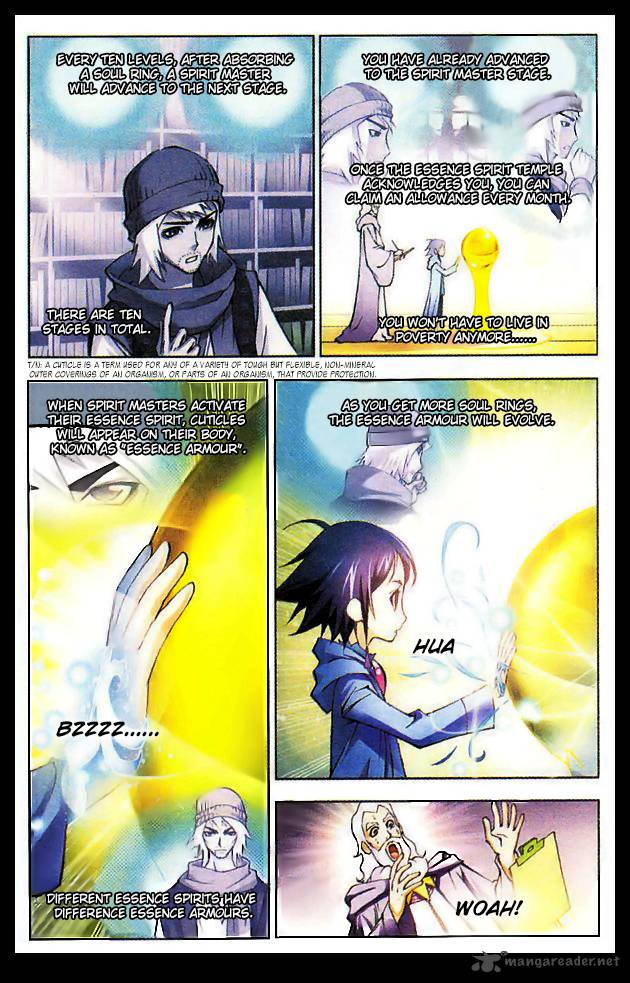 EVERY TEN LEVELS, AFTER ABSORBING
A SOUL RING, A SPIRIT MASTER
WILL ADVANCE TO THE NEXT STAGE.
THERE ARE TEN
STAGES IN TOTAL.
YOU HAVE ALREADY ADVANCED
TO THE SPIRIT MASTER STAGE.
ONCE THE ESSENCE SPIRIT TEMPLE
ACKNOWLEDGES YOU, YOU CAN
CLAIM AN ALLOWANCE EVERY MONTH.
YOU WON'T HAVE TO LIVE IN
POVERTY ANYMORE......
T/N: A CUTICLE IS A TERM USED FOR ANY OF A VARIETY OF TOUGH BUT FLEXIBLE, NON-MINERAL
OUTER COVERINGS OF AN ORGANISM, OR PARTS OF AN ORGANISM, THAT PROVIDE PROTECTION.
WHEN SPIRIT MASTERS ACTIVATE
THEIR ESSENCE SPIRIT, CUTICLES
WILL APPEAR ON THEIR BODY,
KNOWN AS "ESSENCE ARMOUR".
BZZZZ......
DIFFERENT ESSENCE SPIRITS HAVE
DIFFERENCE ESSENCE ARMOURS.
AS YOU GET MORE SOUL RINGS,
THE ESSENCE ARMOUR WILL EVOLVE.
HUA
WOAH!
mangareader.net